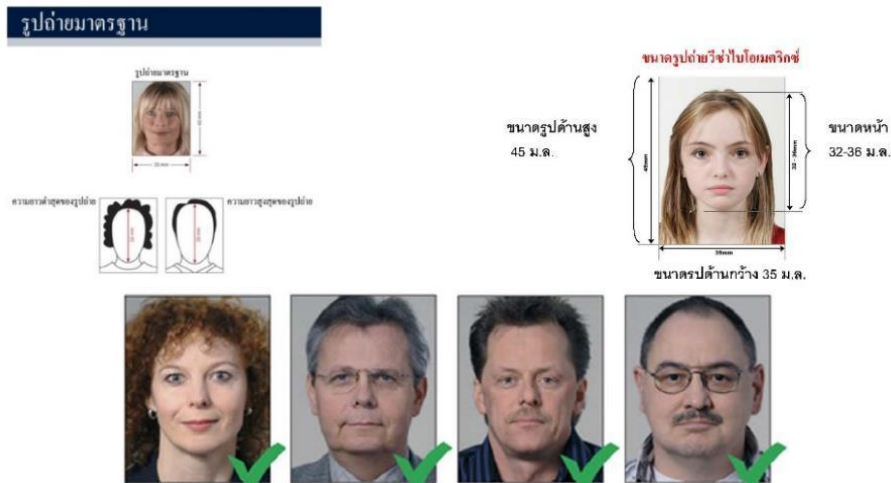 รูปถ่ายมาตรฐาน
รูปถ่ายมาตรฐาน
ขนาดรูปถ่ายวีซ่าไบโอเมตริกซ์
ขนาดรูปด้านสูง
45 ม.ล.
ขนาดหน้า
32-36 ม.ล.
45mm
32 - 36mm
35mm
ความยาวต่ำสุดของรูปถ่าย
ความยาวสูงสุดของรูปถ่าย
ขนาดรูปด้านกว้าง 35 ม.ล.